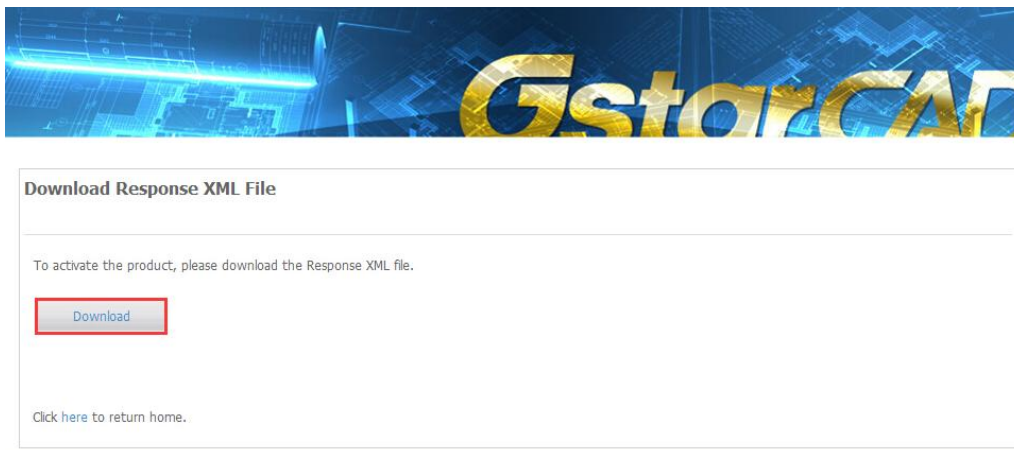 GstarCAD
Download Response XML File
To activate the product, please download the Response XML file.
Download
Click here to return home.